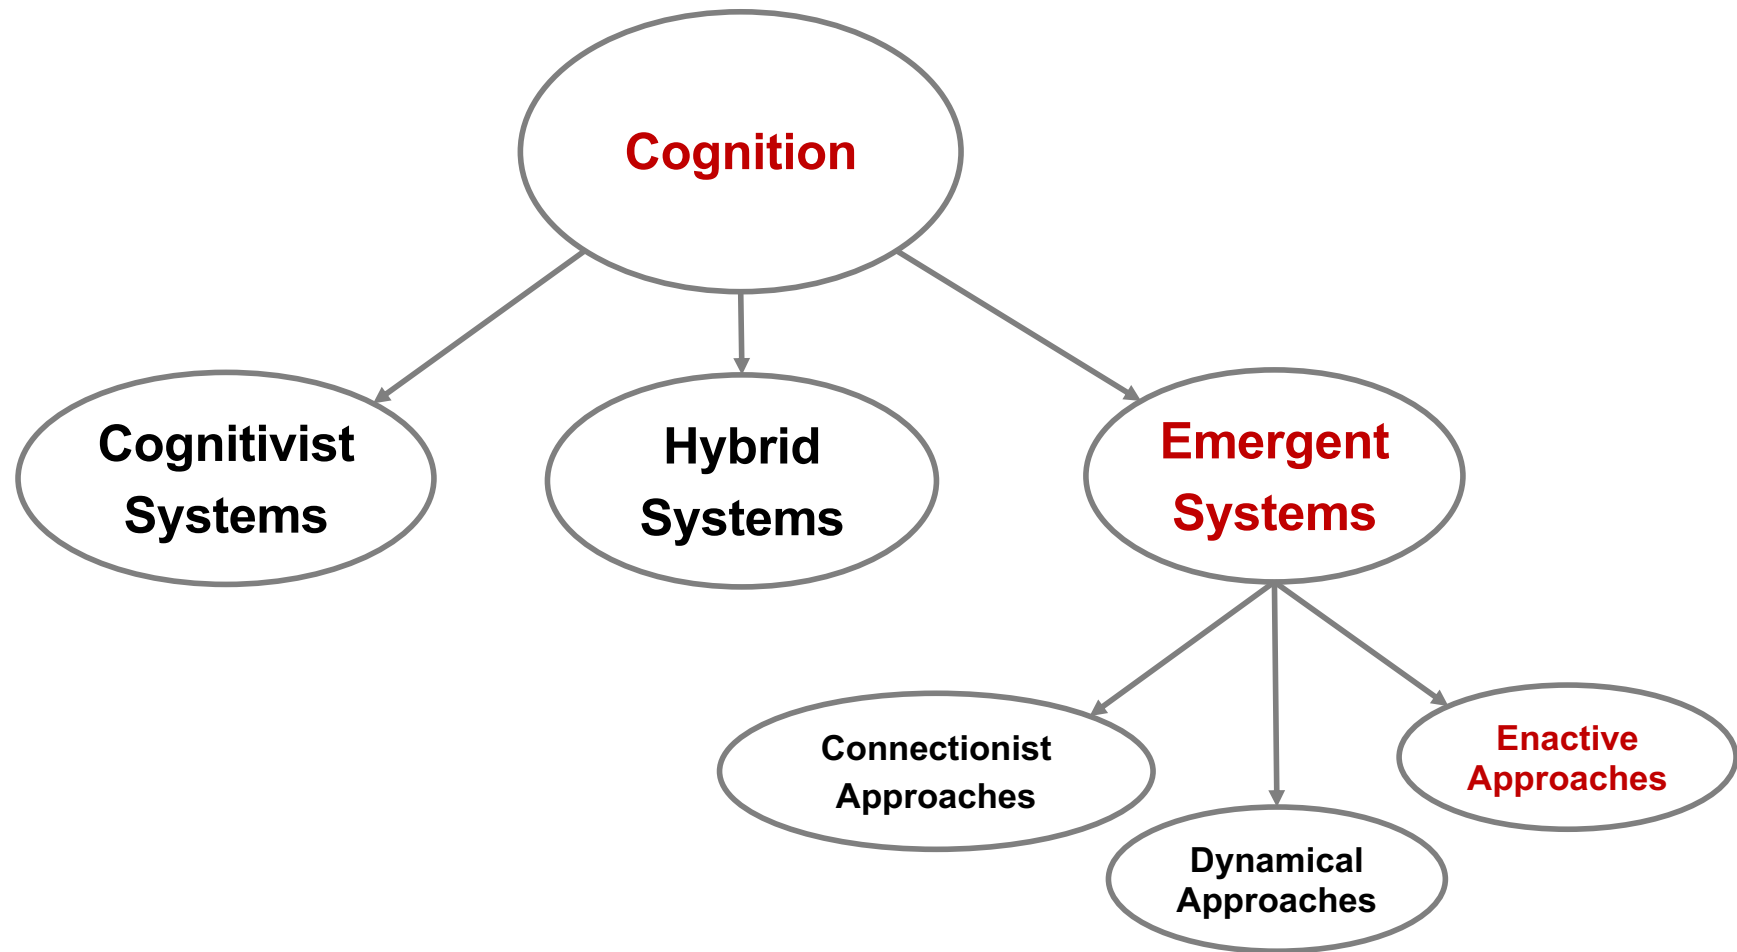 Cognition
Cognitivist
Systems
Hybrid
Systems
Emergent
Systems
Connectionist
Approaches
Dynamical
Approaches
Enactive
Approaches